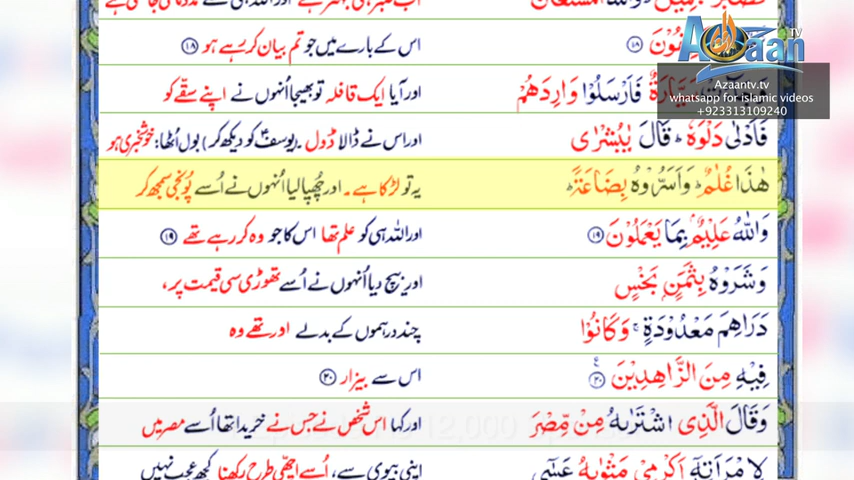 Azaan TV
Azaantv.tv
whatsapp for islamic videos
+923313109240
اس کے بارے میں جو تم بیان کر رہے ہو ۱۸
سَيَّارَةٌ فَاَرْسَلُوْا وَارِدَهُمْ
اور آیا ایک قافلہ تو بھیجا اُنہوں نے اپنے سقّے کو
فَاَدْلٰى دَلْوَهٗ ؕ قَالَ يٰبُشْرٰى
اور اس نے ڈالا ڈول ۔ (یوسفؑ کو دیکھ کر) بول اُٹھا: خوشخبری ہو
هٰذَا غُلٰمٌ ؕ وَاَسَرُّوْهُ بِضَاعَةً ؕ
یہ تو لڑکا ہے۔ اور چُھپا لیا اُنہوں نے اُسے پُونجی سمجھ کر
وَاللّٰهُ عَلِيْمٌۢ بِمَا يَعْمَلُوْنَ ۱۹
اور اللہ ہی کو علم تھا اس کا جو وہ کر رہے تھے ۱۹
وَشَرَوْهُ بِثَمَنٍۭ بَخْسٍ
اور بیچ دیا اُنہوں نے اُسے تھوڑی سی قیمت پر،
دَرَاهِمَ مَعْدُوْدَةٍ ۚ وَكَانُوْا
چند درہموں کے بدلے اور تھے وہ
فِيْهِ مِنَ الزَّاهِدِيْنَ ۲۰
اس سے بیزار ۲۰
وَقَالَ الَّذِى اشْتَرٰىهُ مِنْ مِّصْرَ
اور کہا اس شخص نے جس نے خریدا تھا اُسے مصر میں
لِامْرَاَتِهٖۤ اَكْرِمِىْ مَثْوٰىهُ عَسٰٓى
اپنی بیوی سے، اُسے اچھی طرح رکھنا کچھ عجب نہیں